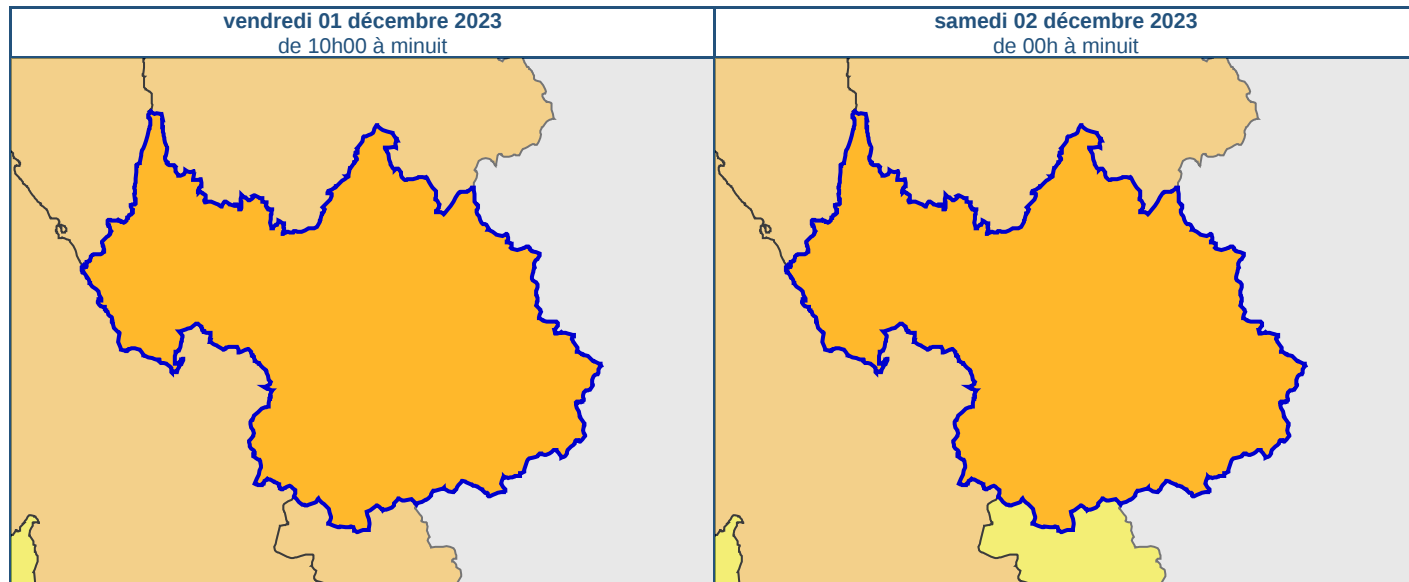 vendredi 01 décembre 2023
de 10h00 à minuit
samedi 02 décembre 2023
de 00h à minuit